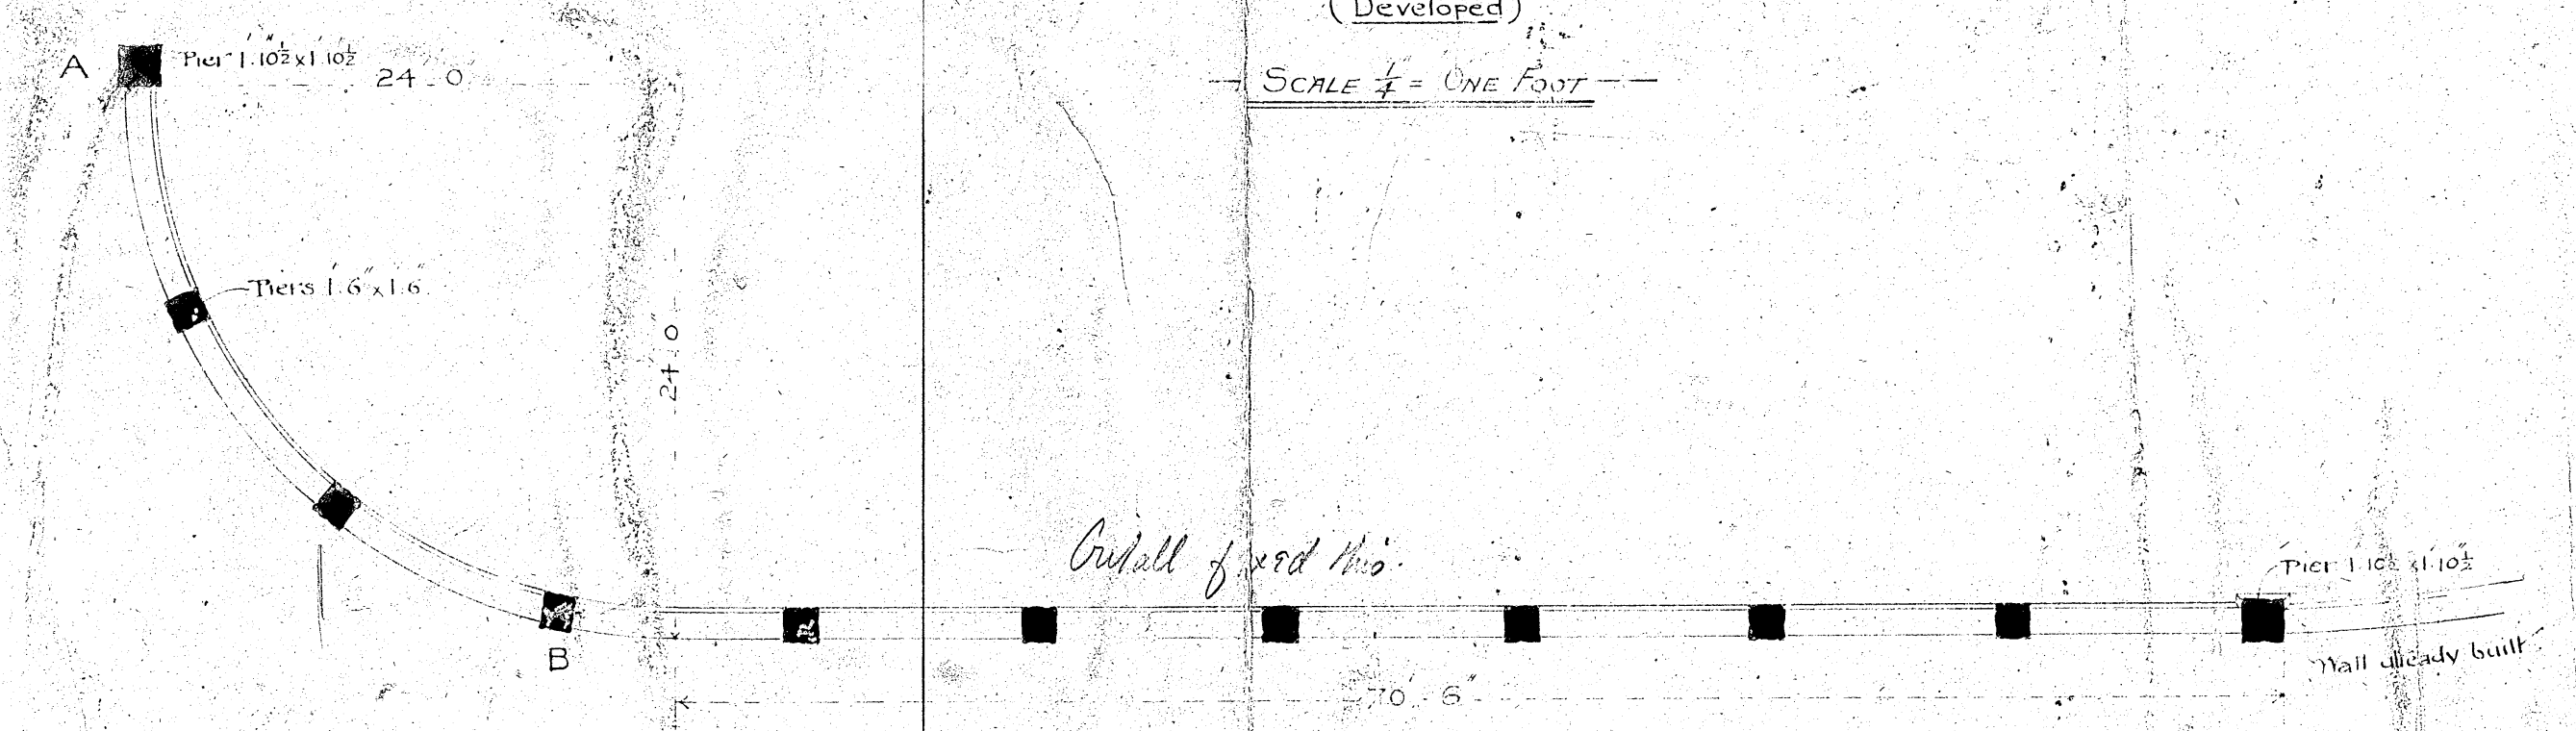 (Developed)
SCALE ¼ = ONE FOOT
A
Pier 1'.10½" x 1'.10½
24.0
Piers 1'.6" x 1'.6"
24'.0"
B
Pier 1'.10½ x 1'.10½"
Wall already built
70'.6"